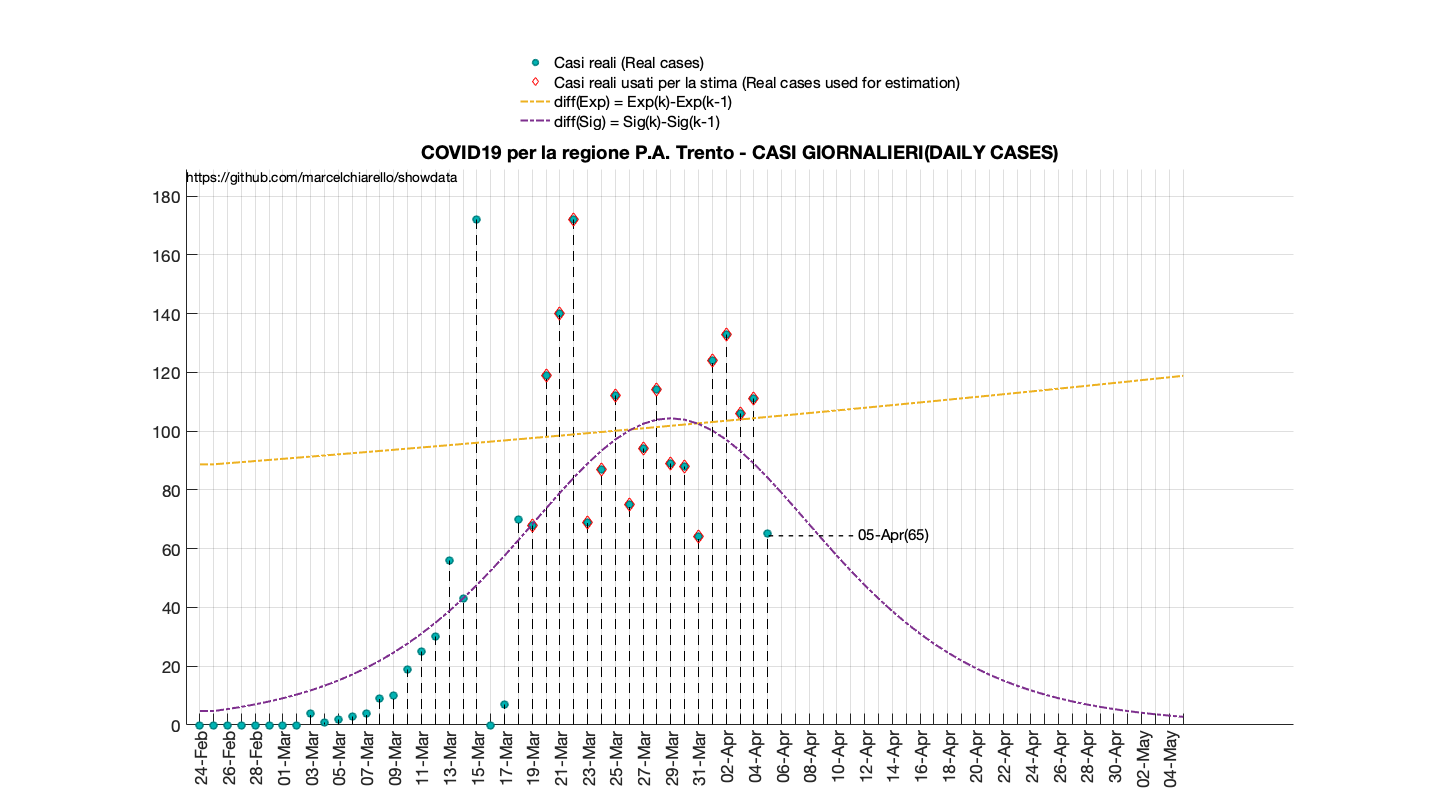 Casi reali (Real cases)
Casi reali usati per la stima (Real cases used for estimation)
diff(Exp) = Exp(k)-Exp(k-1)
diff(Sig) = Sig(k)-Sig(k-1)
COVID19 per la regione P.A. Trento - CASI GIORNALIERI(DAILY CASES)
https://github.com/marcelchiarello/showdata
180
160
140
120
100
80
60
40
20
0
05-Apr(65)
24-Feb
26-Feb
28-Feb
01-Mar
03-Mar
05-Mar
07-Mar
09-Mar
11-Mar
13-Mar
15-Mar
17-Mar
19-Mar
21-Mar
23-Mar
25-Mar
27-Mar
29-Mar
31-Mar
02-Apr
04-Apr
06-Apr
08-Apr
10-Apr
12-Apr
14-Apr
16-Apr
18-Apr
20-Apr
22-Apr
24-Apr
26-Apr
28-Apr
30-Apr
02-May
04-May